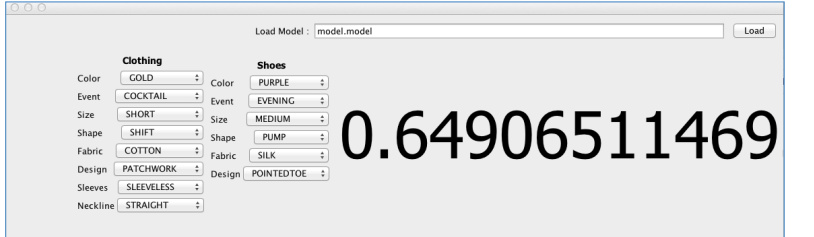 Load Model : model.model Load
Clothing
Color GOLD
Event COCKTAIL
Size SHORT
Shape SHIFT
Fabric COTTON
Design PATCHWORK
Sleeves SLEEVELESS
Neckline STRAIGHT
Shoes
Color PURPLE
Event EVENING
Size MEDIUM
Shape PUMP
Fabric SILK
Design POINTEDTOE
0.64906511469